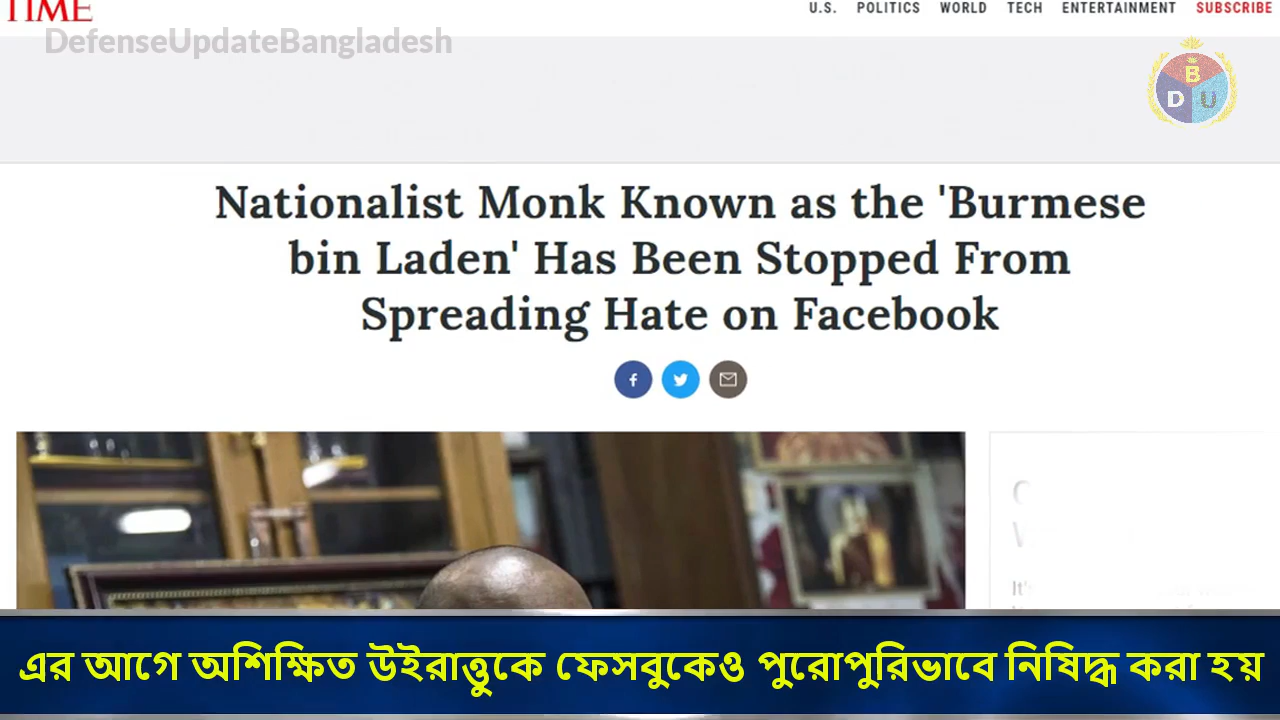 TIME
U.S. POLITICS WORLD TECH ENTERTAINMENT SUBSCRIBE
DefenseUpdateBangladesh
B
D U
Nationalist Monk Known as the 'Burmese
bin Laden' Has Been Stopped From
Spreading Hate on Facebook
It's
এর আগে অশিক্ষিত উইরাত্তুকে ফেসবুকেও পুরোপুরিভাবে নিষিদ্ধ করা হয়